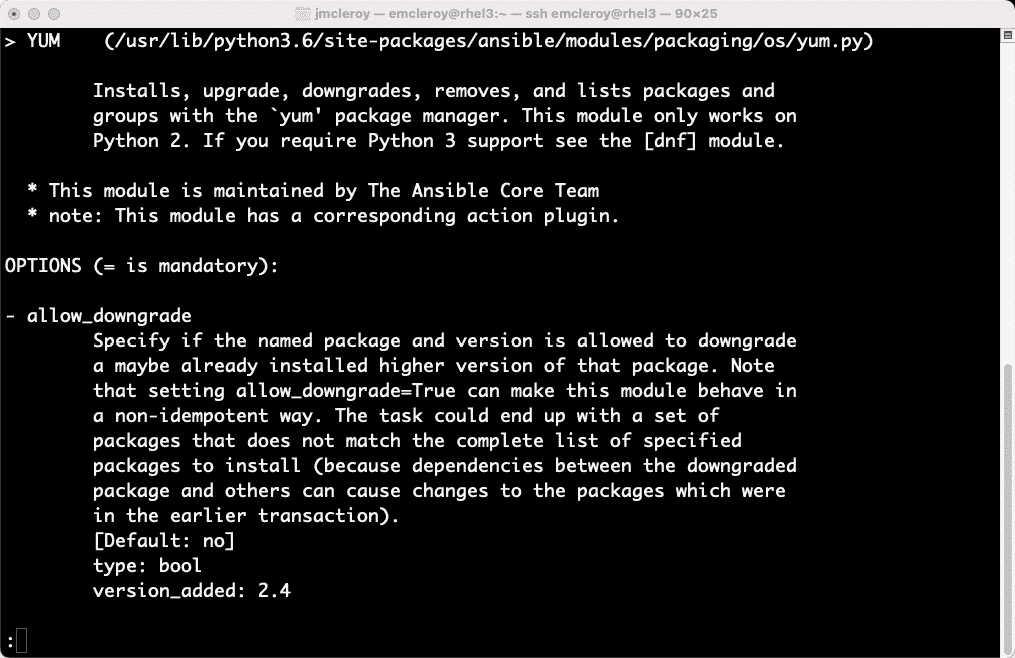 jmcleroy — emcleroy@rhel3:~ — ssh emcleroy@rhel3 — 90×25
> YUM    (/usr/lib/python3.6/site-packages/ansible/modules/packaging/os/yum.py)
Installs, upgrade, downgrades, removes, and lists packages and
groups with the `yum' package manager. This module only works on
Python 2. If you require Python 3 support see the [dnf] module.
* This module is maintained by The Ansible Core Team
* note: This module has a corresponding action plugin.
OPTIONS (= is mandatory):
- allow_downgrade
Specify if the named package and version is allowed to downgrade
a maybe already installed higher version of that package. Note
that setting allow_downgrade=True can make this module behave in
a non-idempotent way. The task could end up with a set of
packages that does not match the complete list of specified
packages to install (because dependencies between the downgraded
package and others can cause changes to the packages which were
in the earlier transaction).
[Default: no]
type: bool
version_added: 2.4
: